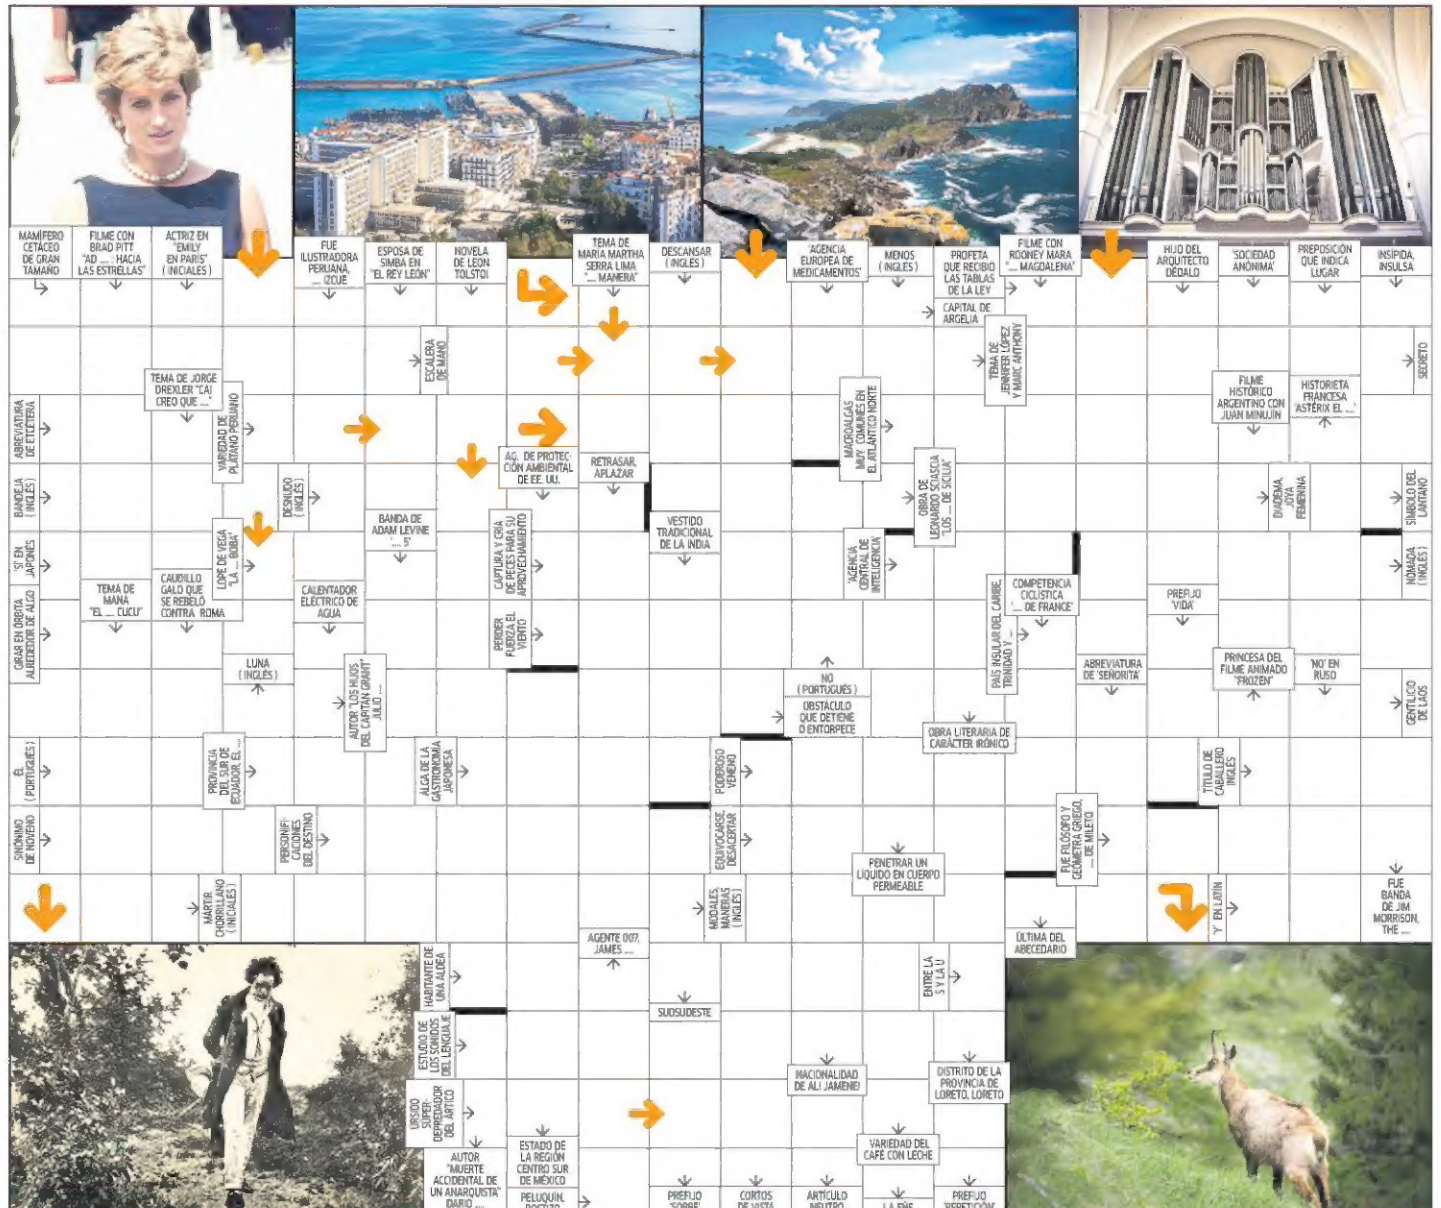 MAMÍFERO
CETÁCEO
DE GRAN
TAMAÑO
FILME CON
BRAD PITT
"AD ....: HACIA
LAS ESTRELLAS"
ACTRIZ EN
"EMILY
EN PARÍS"
(INICIALES)
FUE
ILUSTRADORA
PERUANA,
.... IZCUE
ESPOSA DE
SIMBA EN
"EL REY LEÓN"
NOVELA
DE LEÓN
TOLSTOI
TEMA DE
MARÍA MARTHA
SERRA LIMA
".... MANERA"
DESCANSAR
(INGLÉS)
'AGENCIA
EUROPEA DE
MEDICAMENTOS'
MENOS
(INGLÉS)
PROFETA
QUE RECIBIÓ
LAS TABLAS
DE LA LEY
FILME CON
ROONEY MARA
".... MAGDALENA"
HIJO DEL
ARQUITECTO
DÉDALO
'SOCIEDAD
ANÓNIMA'
PREPOSICIÓN
QUE INDICA
LUGAR
INSÍPIDA,
INSULSA
CAPITAL DE
ARGELIA
ESCALERA
DE MANO
TEMA DE
JENNIFER LÓPEZ
Y MARC ANTHONY
SECRETO
TEMA DE JORGE
DREXLER "CAÍ
CREO QUE ...."
FILME
HISTÓRICO
ARGENTINO CON
JUAN MINUJÍN
HISTORIETA
FRANCESA
"ASTÉRIX EL ...."
ABREVIATURA
DE ETCÉTERA
VARIEDAD DE
PLÁTANO PERUANO
MACROALGAS
MUY COMUNES EN
EL ATLÁNTICO NORTE
AG. DE PROTEC-
CIÓN AMBIENTAL
DE EE. UU.
RETRASAR,
APLAZAR
BANDEJA
(INGLÉS)
DESNUDO
(INGLÉS)
OBRA DE
LEONARDO SCIASCIA
"LOS .... DE SICILIA"
DIADEMA,
JOYA
FEMENINA
SÍMBOLO DEL
LANTANO
BANDA DE
ADAM LEVINE
".... 5"
VESTIDO
TRADICIONAL
DE LA INDIA
'SÍ' EN
JAPONÉS
LOPE DE VEGA
"LA .... BOBA"
CAPTURA Y CRÍA
DE PECES PARA SU
APROVECHAMIENTO
'AGENCIA
CENTRAL DE
INTELIGENCIA'
NÓMADA
(INGLÉS)
TEMA DE
MANÁ
"EL .... CUCÚ"
CAUDILLO
GALO QUE
SE REBELÓ
CONTRA ROMA
CALENTADOR
ELÉCTRICO DE
AGUA
COMPETENCIA
CICLÍSTICA
".... DE FRANCE"
PREFIJO
'VIDA'
GIRAR EN ÓRBITA
ALREDEDOR DE ALGO
PERDER
FUERZA EL
VIENTO
PAÍS INSULAR DEL CARIBE,
TRINIDAD Y ....
LUNA
(INGLÉS)
ABREVIATURA
DE 'SEÑORITA'
PRINCESA DEL
FILME ANIMADO
"FROZEN"
'NO' EN
RUSO
AUTOR "LOS HIJOS
DEL CAPITÁN GRANT"
JULIO ....
NO
(PORTUGUÉS)
OBSTÁCULO
QUE DETIENE
O ENTORPECE
GENTILICIO
DE LAOS
OBRA LITERARIA DE
CARÁCTER IRÓNICO
ÉL
(PORTUGUÉS)
PROVINCIA
DEL SUR DE
ECUADOR, EL ....
ALGA DE LA
GASTRONOMÍA
JAPONESA
PODEROSO
VENENO
TÍTULO DE
CABALLERO
INGLÉS
SINÓNIMO
DE NOVENO
PERSONIFI-
CACIONES
DEL DESTINO
EQUIVOCARSE,
DESACERTAR
FUE FILÓSOFO Y
GEÓMETRA GRIEGO,
.... DE MILETO
PENETRAR UN
LÍQUIDO EN CUERPO
PERMEABLE
MÁRTIR
CHORRILLANO
(INICIALES)
MODALES,
MANERAS
(INGLÉS)
'Y' EN LATÍN
FUE
BANDA
DE JIM
MORRISON,
THE ....
AGENTE 007,
JAMES ....
ÚLTIMA DEL
ABECEDARIO
HABITANTE DE
UNA ALDEA
ENTRE LA
S Y LA U
SUDSUDESTE
ESTUDIO DE
LOS SONIDOS
DEL LENGUAJE
NACIONALIDAD
DE ALI JAMENEI
DISTRITO DE LA
PROVINCIA DE
LORETO, LORETO
ÚRSIDO
SÚPER-
DEPREDADOR
DEL ÁRTICO
AUTOR
"MUERTE
ACCIDENTAL DE
UN ANARQUISTA"
DARIO ....
ESTADO DE
LA REGIÓN
CENTRO SUR
DE MÉXICO
VARIEDAD DEL
CAFÉ CON LECHE
PELUQUÍN,
POSTIZO
PREFIJO
'SOBRE'
CORTOS
DE VISTA
ARTÍCULO
NEUTRO
LA EÑE
PREFIJO
'REPETICIÓN'